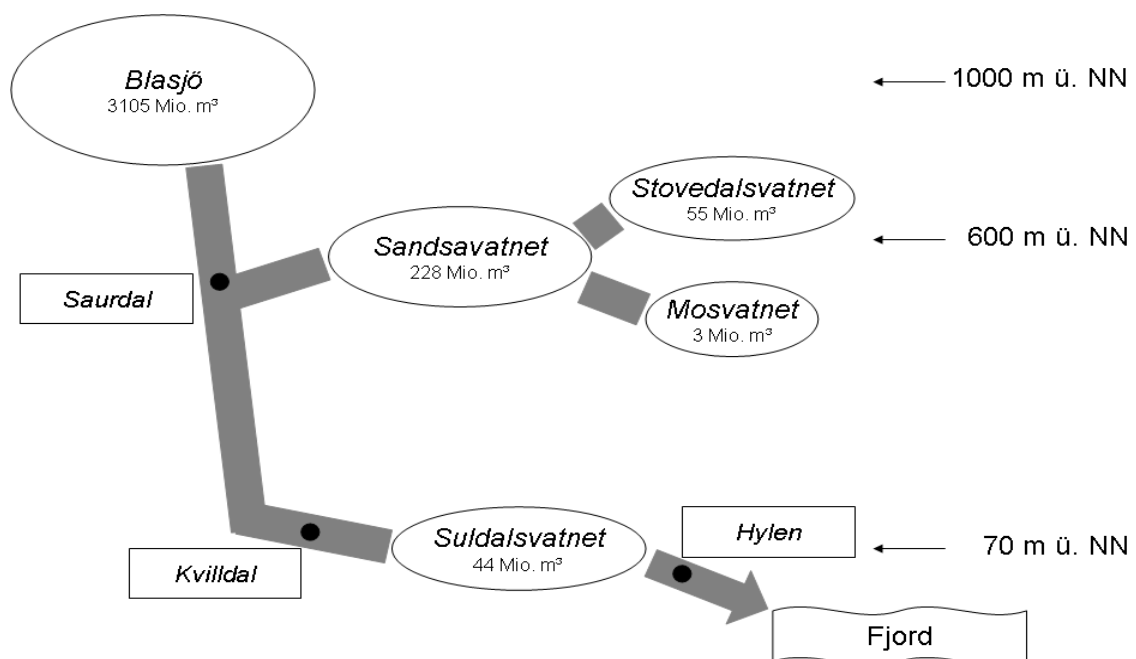 Blasjö
3105 Mio. m³
1000 m ü. NN
Stovedalsvatnet
55 Mio. m³
Sandsavatnet
228 Mio. m³
600 m ü. NN
Saurdal
Mosvatnet
3 Mio. m³
Suldalsvatnet
44 Mio. m³
Hylen
70 m ü. NN
Kvilldal
Fjord